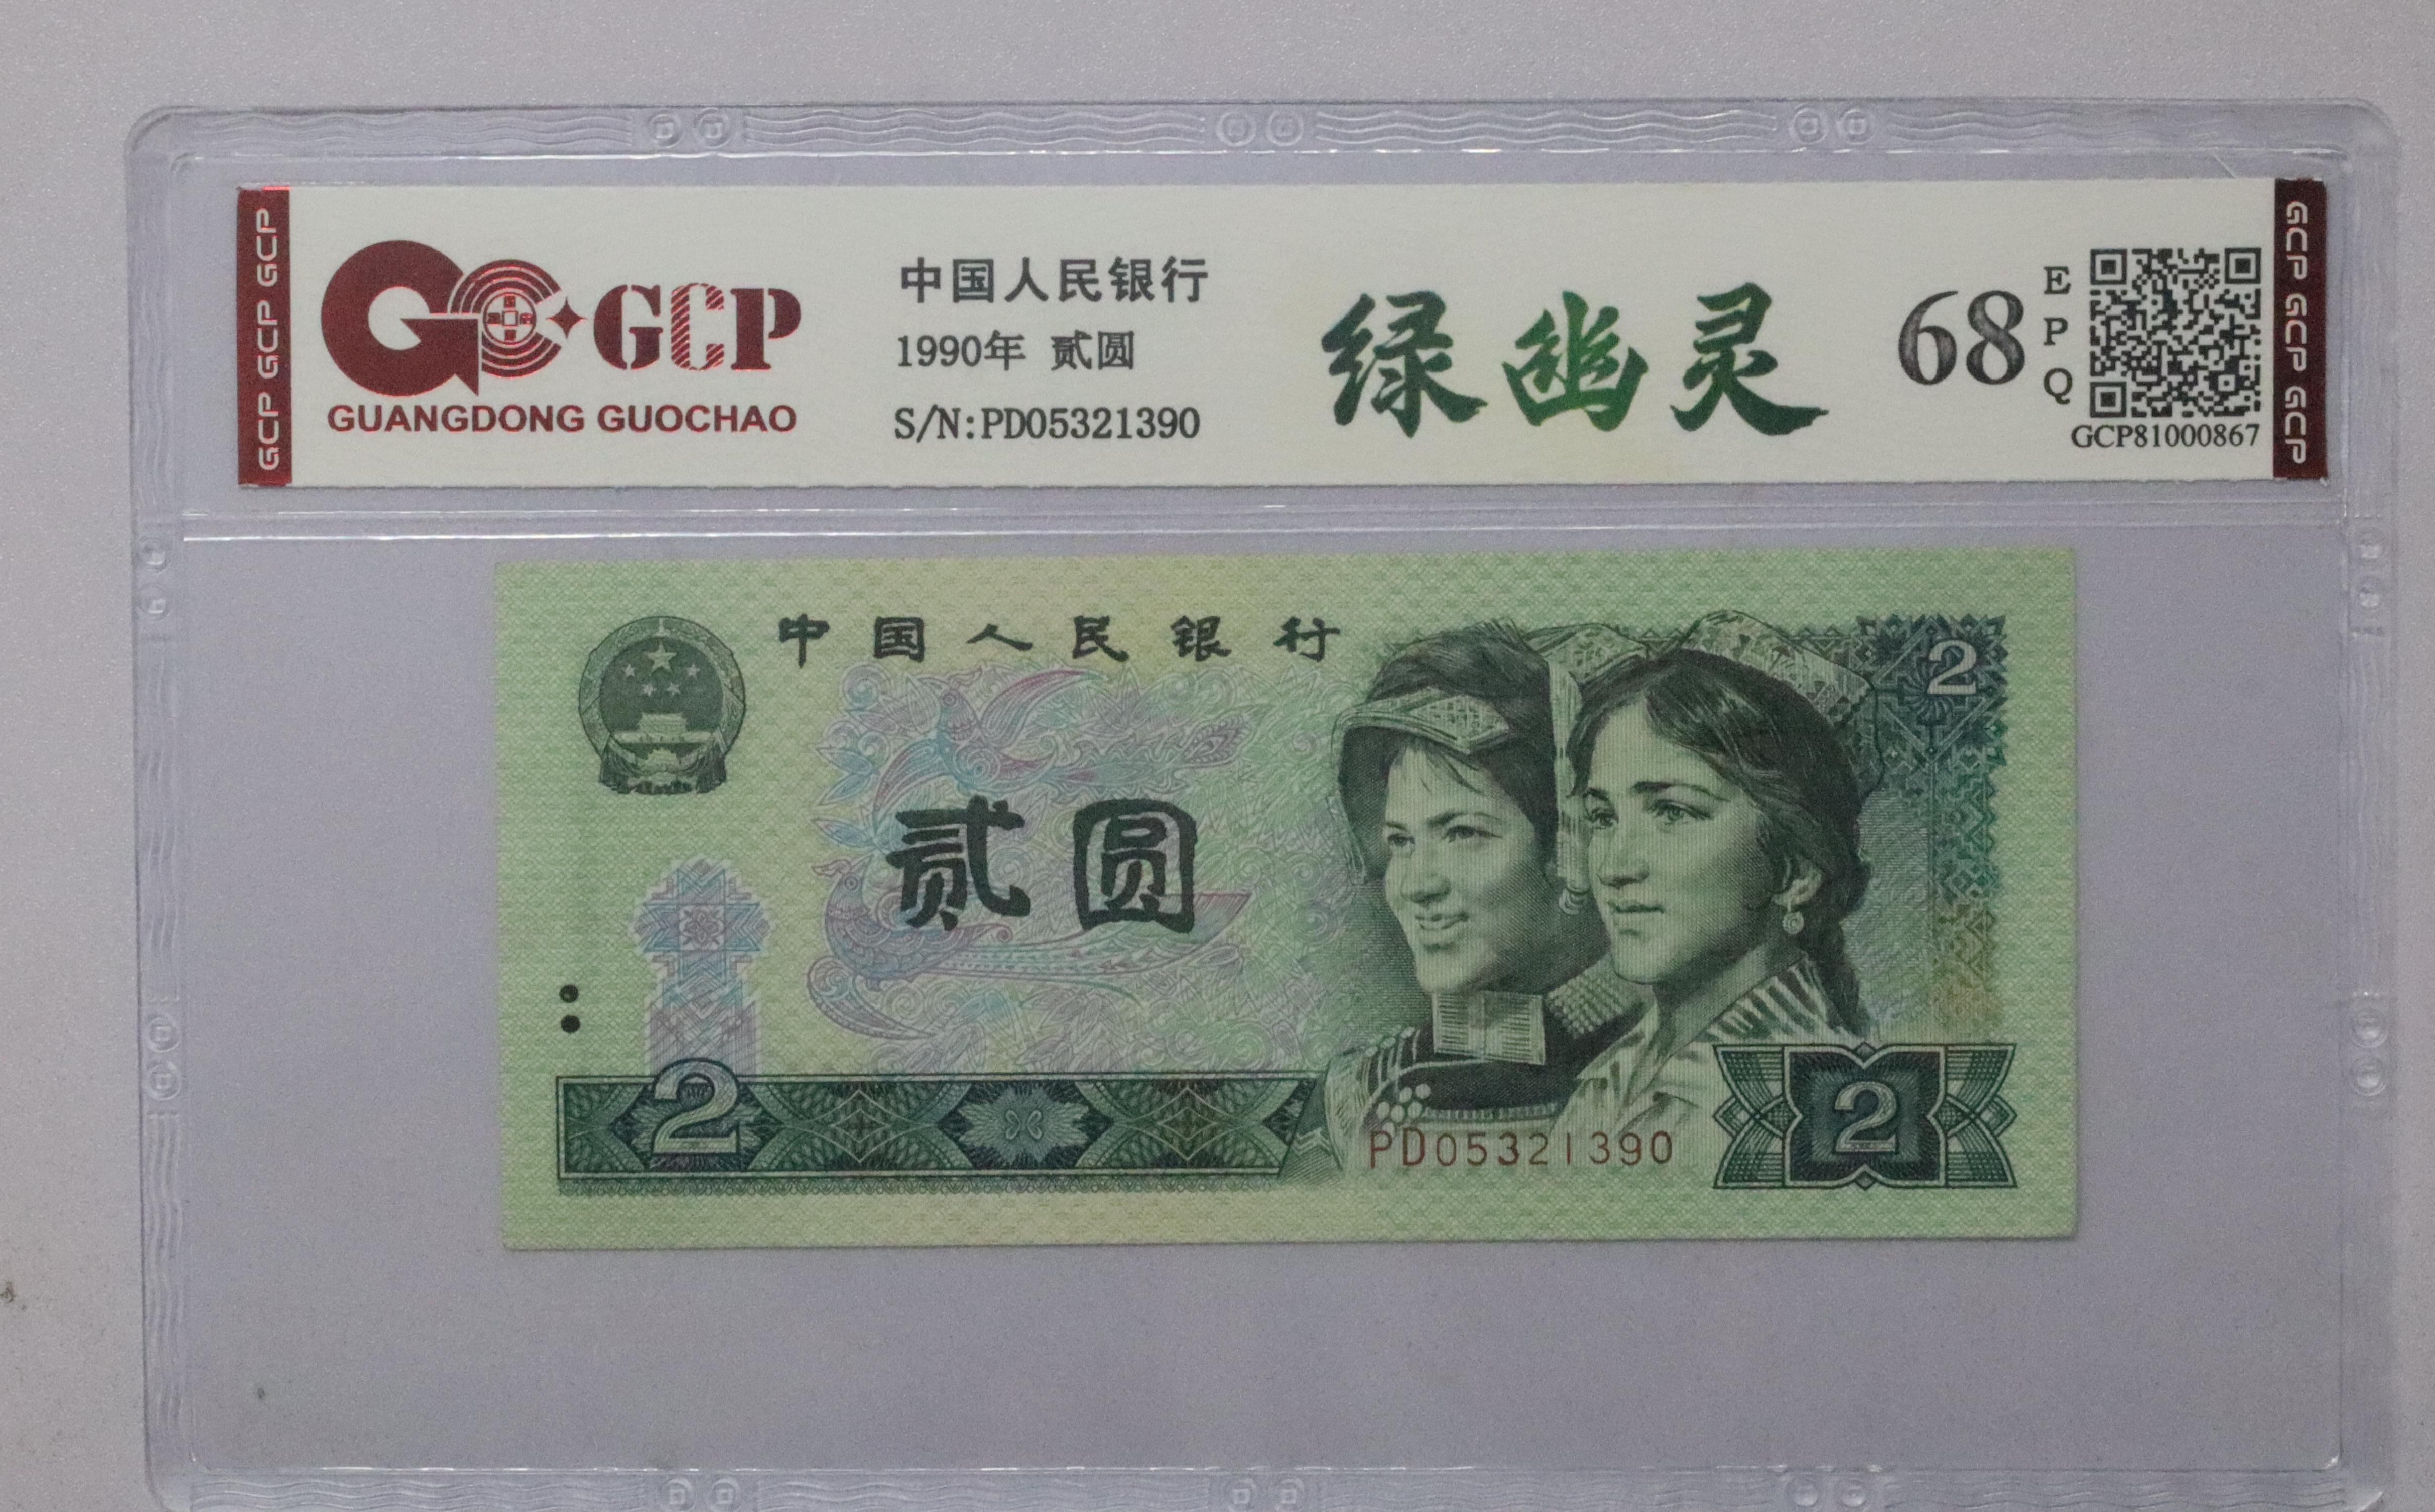 GCP GCP GCP
GCP
GUANGDONG GUOCHAO
中国人民银行
1990年 贰圆
S/N:PD05321390
绿幽灵
68
E
P
Q
GCP81000867
GCP GCP GCP
中国人民银行
2
贰圆
2
PD05321390
2